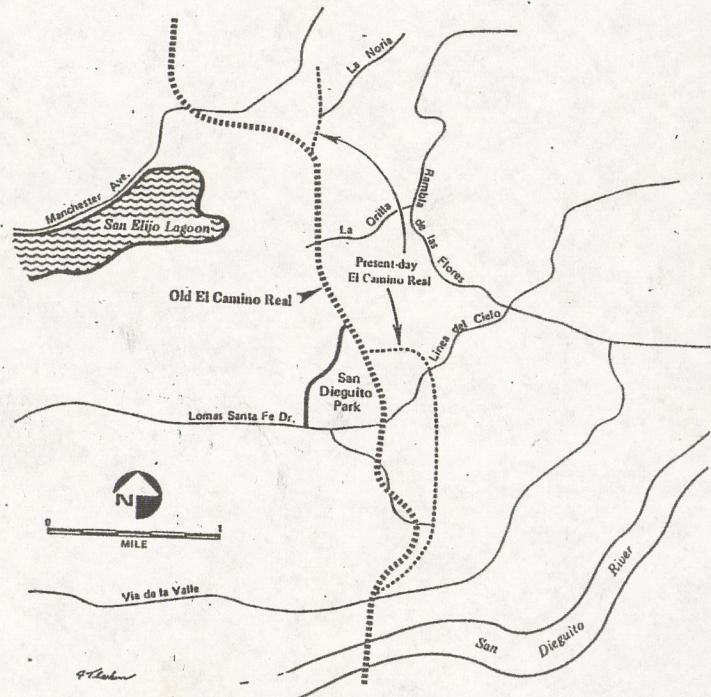 La Noria
Manchester Ave.
San Elijo Lagoon
Rambla de las Flores
La Orilla
Present-day
El Camino Real
Old El Camino Real
Linea del Cielo
San
Dieguito
Park
Lomas Santa Fe Dr.
N
0 1
MILE
Via de la Valle
San Dieguito River